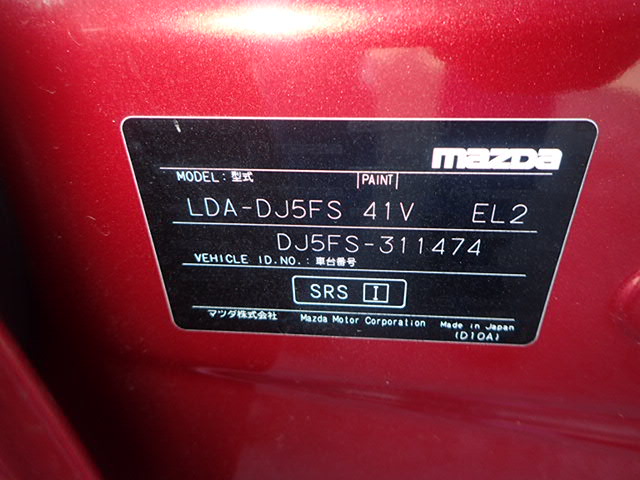 mazDa
MODEL : 型式 PAINT
LDA-DJ5FS 41V EL2
DJ5FS-311474
VEHICLE ID.NO. : 車台番号
SRS I
マツダ株式会社 Mazda Motor Corporation Made in Japan
(D10A)